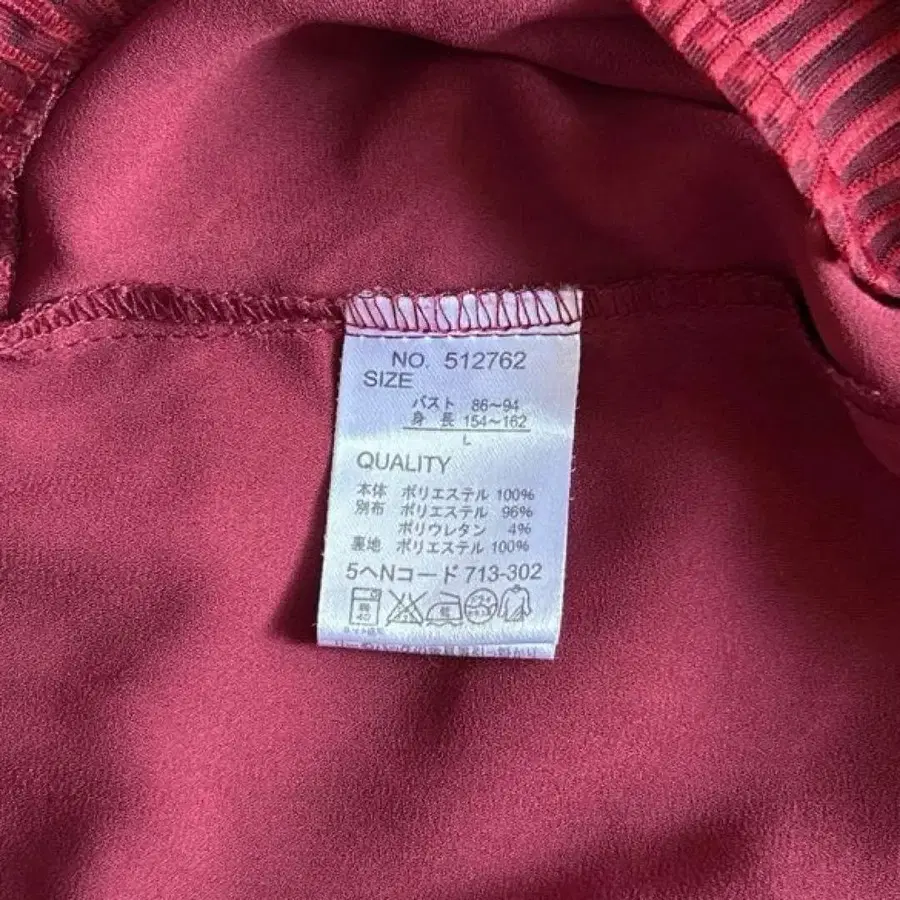 NO. 512762
SIZE
バスト 86～94
身 長 154～162
L
QUALITY
本体 ポリエステル 100%
別布 ポリエステル 96%
ポリウレタン 4%
裏地 ポリエステル 100%
5ヘNコード 713-302
40